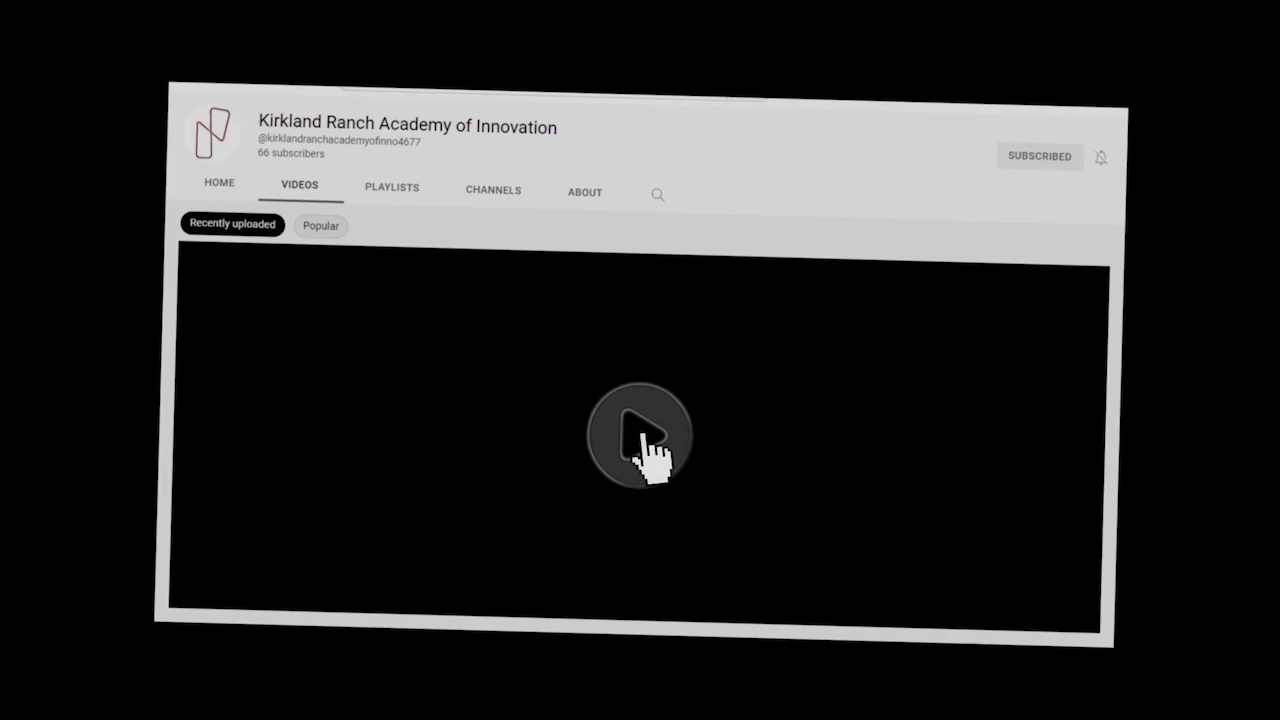 Kirkland Ranch Academy of Innovation
@kirklandranchacademyofinno4677
66 subscribers
SUBSCRIBED
HOME VIDEOS PLAYLISTS CHANNELS ABOUT
Recently uploaded Popular